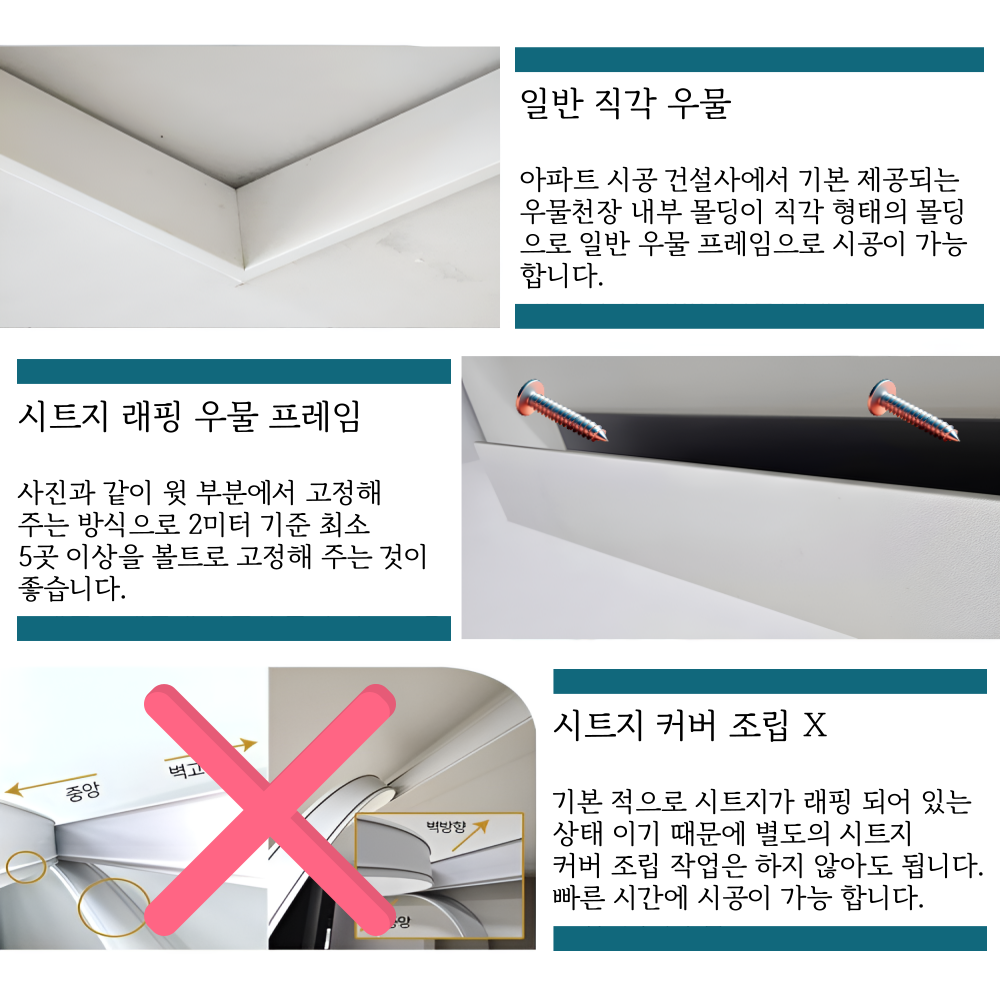 일반 직각 우물
아파트 시공 건설사에서 기본 제공되는
우물천장 내부 몰딩이 직각 형태의 몰딩
으로 일반 우물 프레임으로 시공이 가능
합니다.
시트지 래핑 우물 프레임
사진과 같이 윗 부분에서 고정해
주는 방식으로 2미터 기준 최소
5곳 이상을 볼트로 고정해 주는 것이
좋습니다.
중앙
벽고
벽방향
시트지 커버 조립 X
기본 적으로 시트지가 래핑 되어 있는
상태 이기 때문에 별도의 시트지
커버 조립 작업은 하지 않아도 됩니다.
빠른 시간에 시공이 가능 합니다.